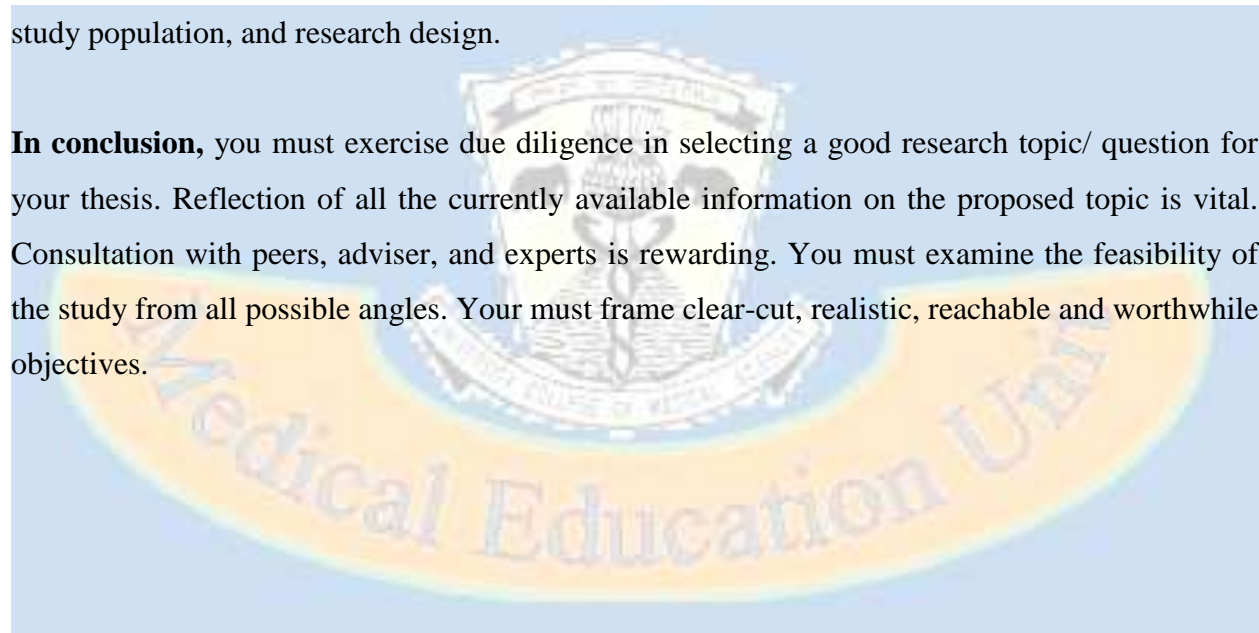 study population, and research design.
In conclusion, you must exercise due diligence in selecting a good research topic/ question for
your thesis. Reflection of all the currently available information on the proposed topic is vital.
Consultation with peers, adviser, and experts is rewarding. You must examine the feasibility of
the study from all possible angles. Your must frame clear-cut, realistic, reachable and worthwhile
objectives.
Medical Education Unit